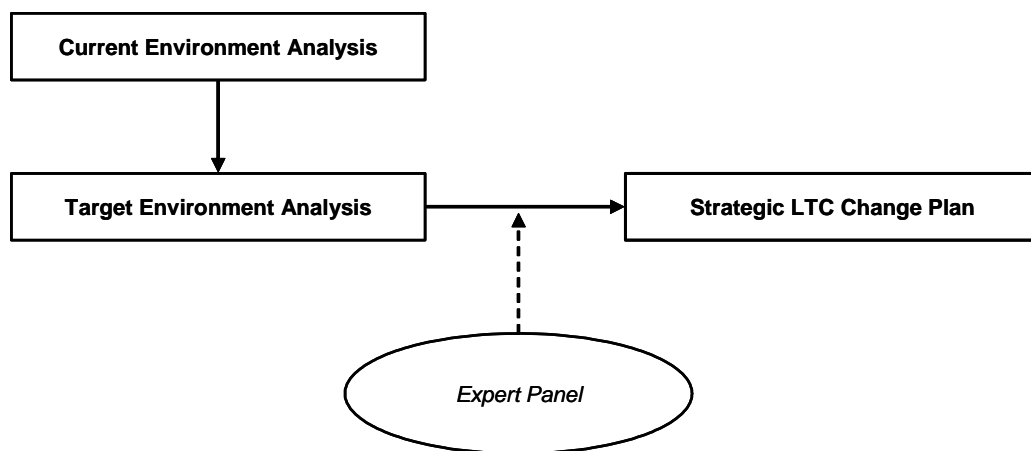 Current Environment Analysis
Target Environment Analysis
Strategic LTC Change Plan
Expert Panel